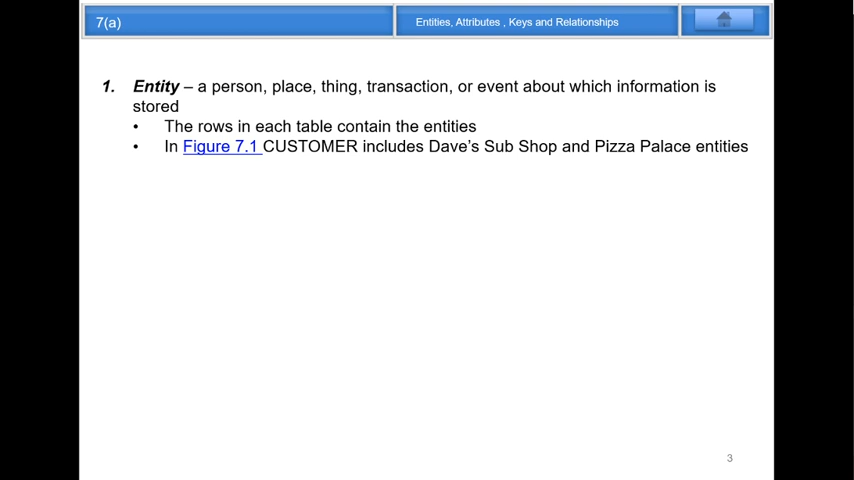 7(a)
Entities, Attributes , Keys and Relationships
1. Entity – a person, place, thing, transaction, or event about which information is
stored
• The rows in each table contain the entities
• In Figure 7.1 CUSTOMER includes Dave’s Sub Shop and Pizza Palace entities
3